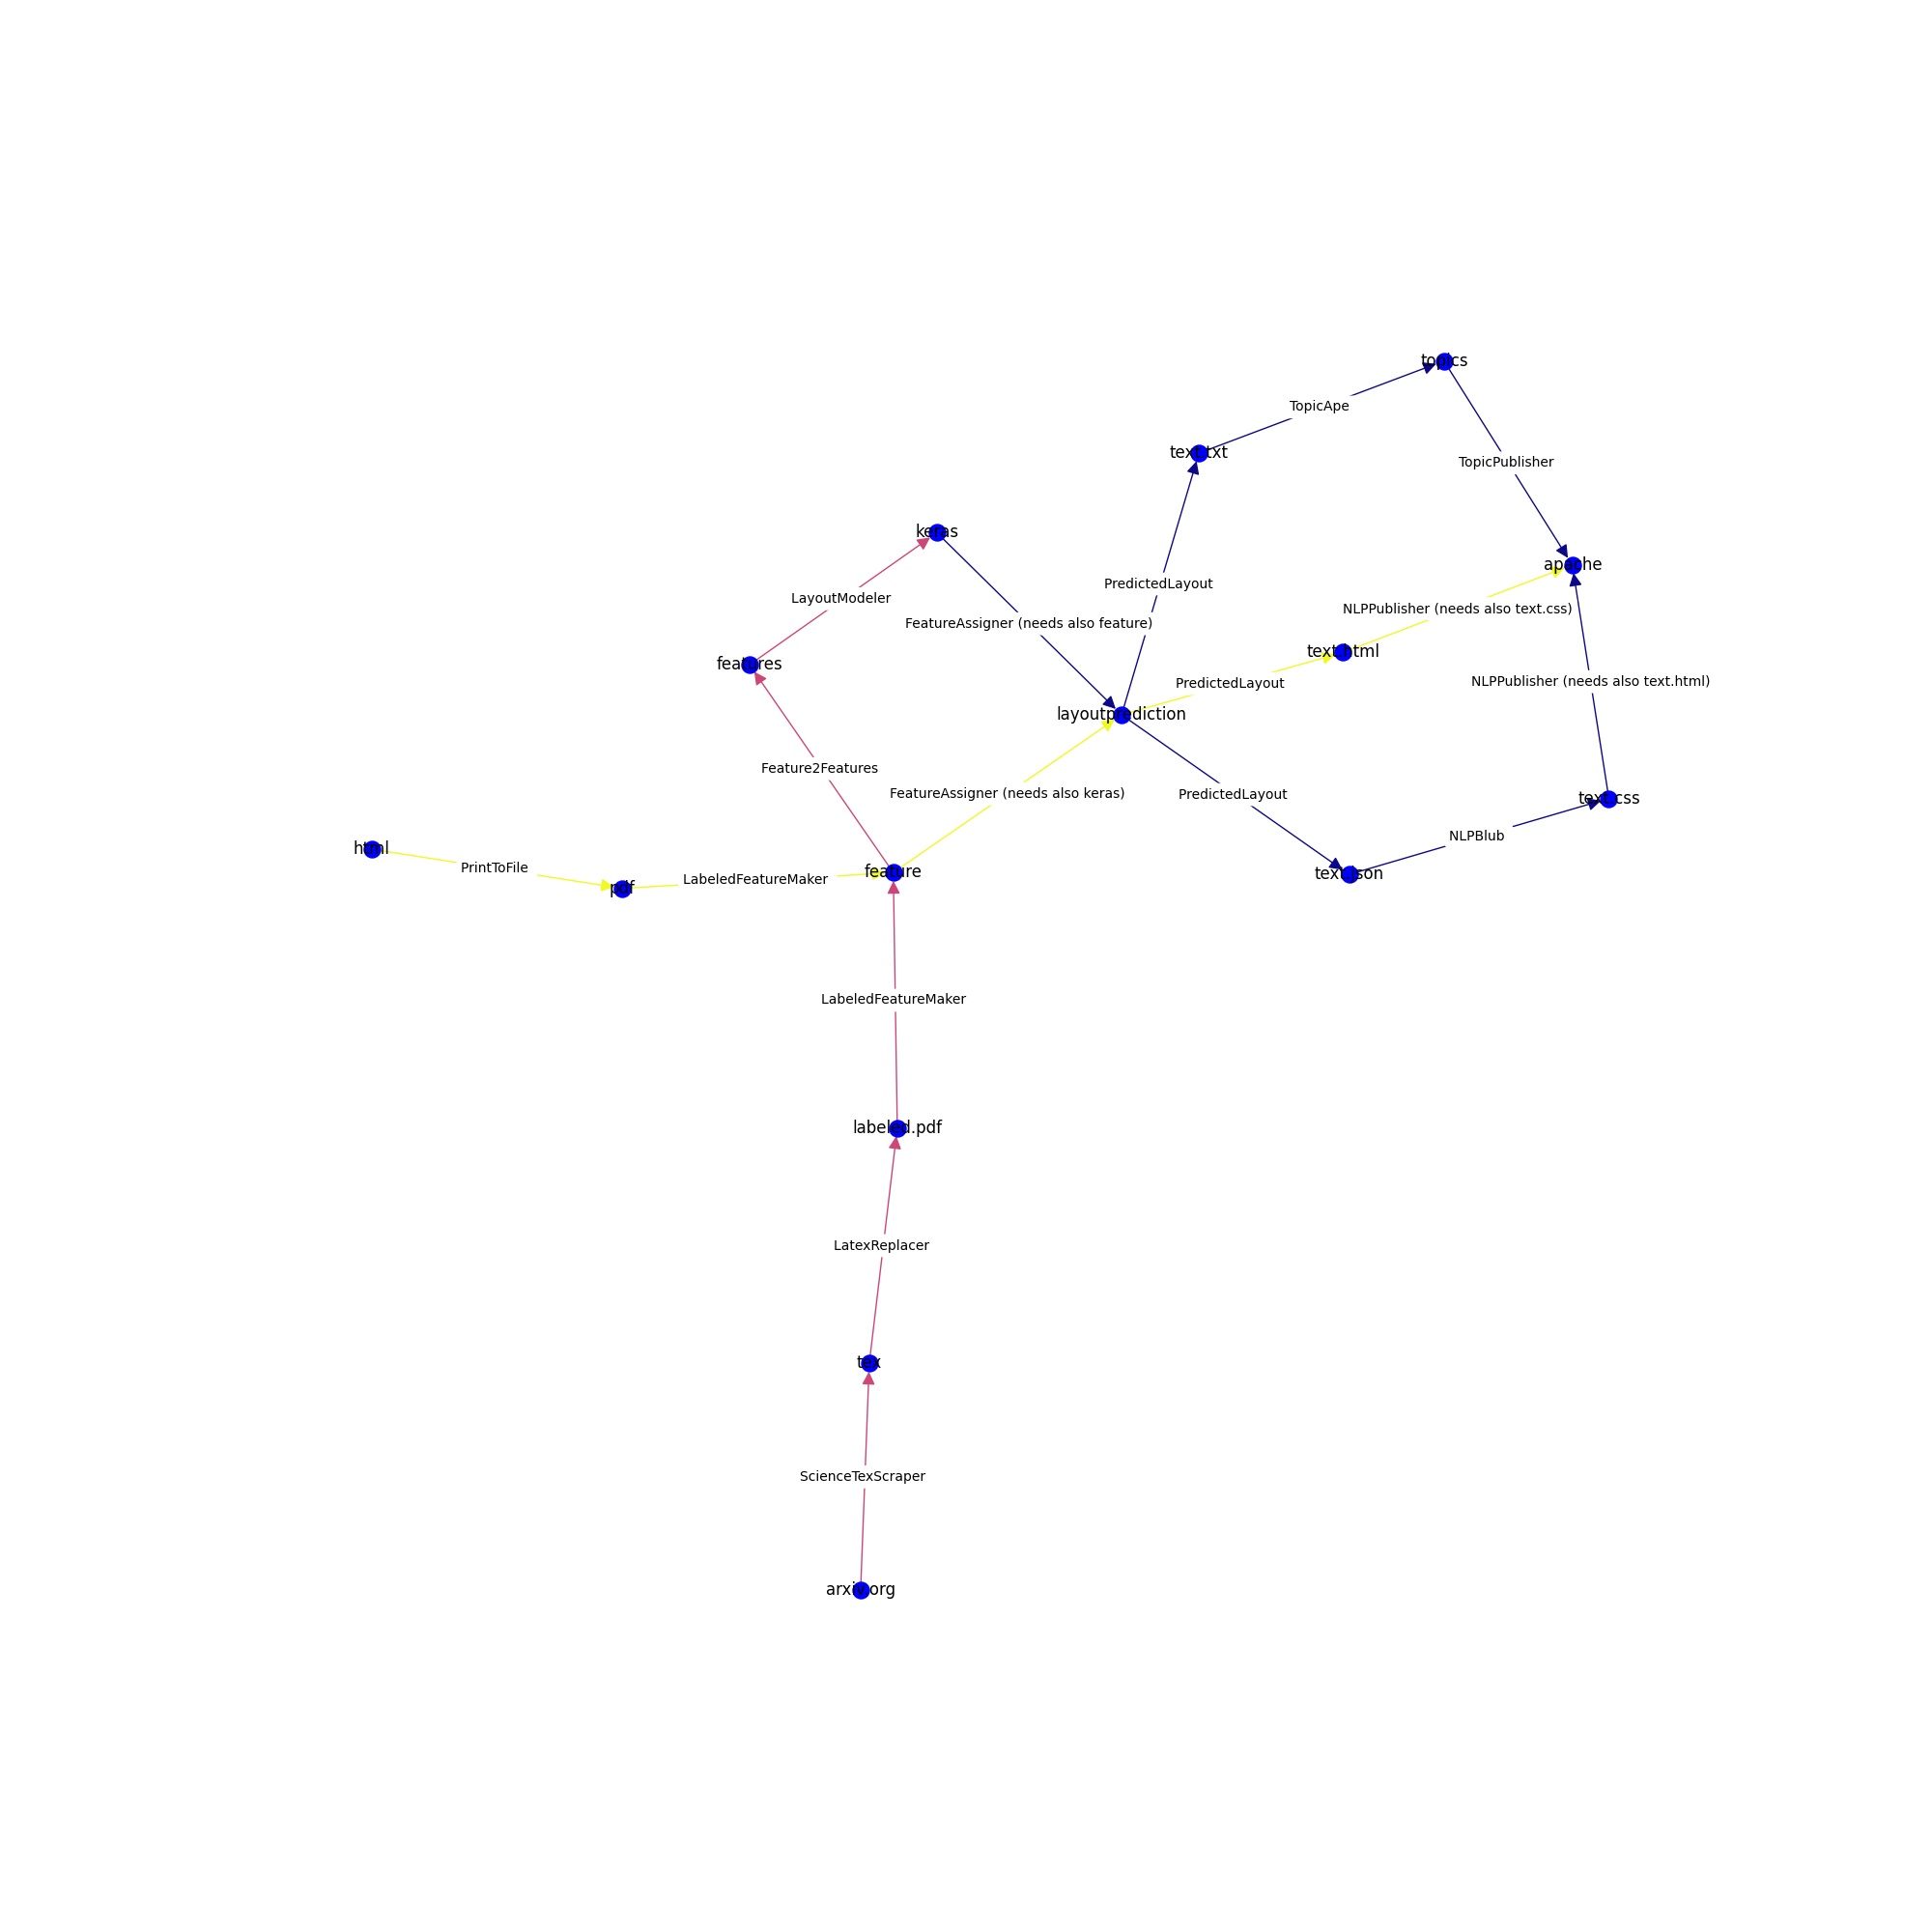 topics
TopicApe
text.txt
TopicPublisher
keras
apache
PredictedLayout
LayoutModeler
NLPPublisher (needs also text.css)
FeatureAssigner (needs also feature)
text.html
features
PredictedLayout
NLPPublisher (needs also text.html)
layoutprediction
Feature2Features
FeatureAssigner (needs also keras)
PredictedLayout
text.css
NLPBlub
html
PrintToFile
LabeledFeatureMaker
feature
text.json
pdf
LabeledFeatureMaker
labeled.pdf
LatexReplacer
tex
ScienceTexScraper
arxiv.org